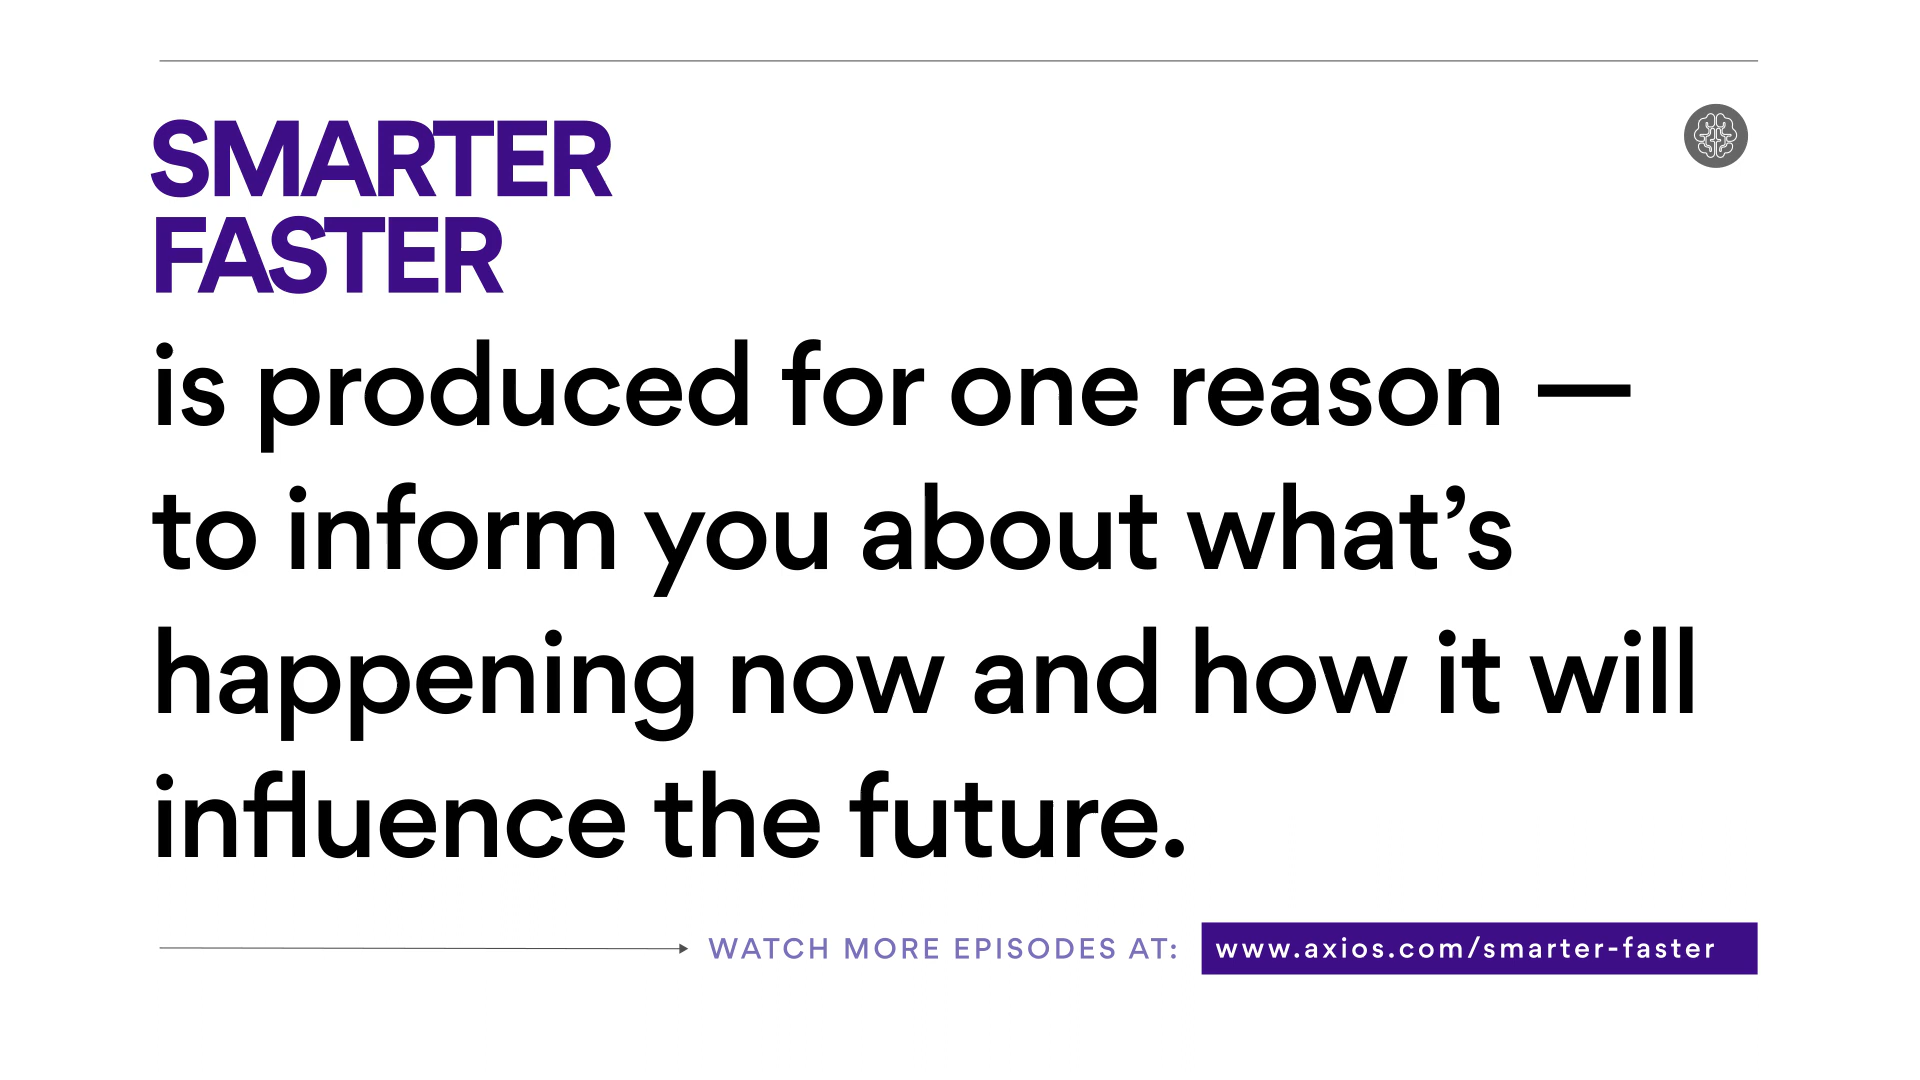 SMARTER
FASTER
is produced for one reason —
to inform you about what’s
happening now and how it will
influence the future.
WATCH MORE EPISODES AT: www.axios.com/smarter-faster